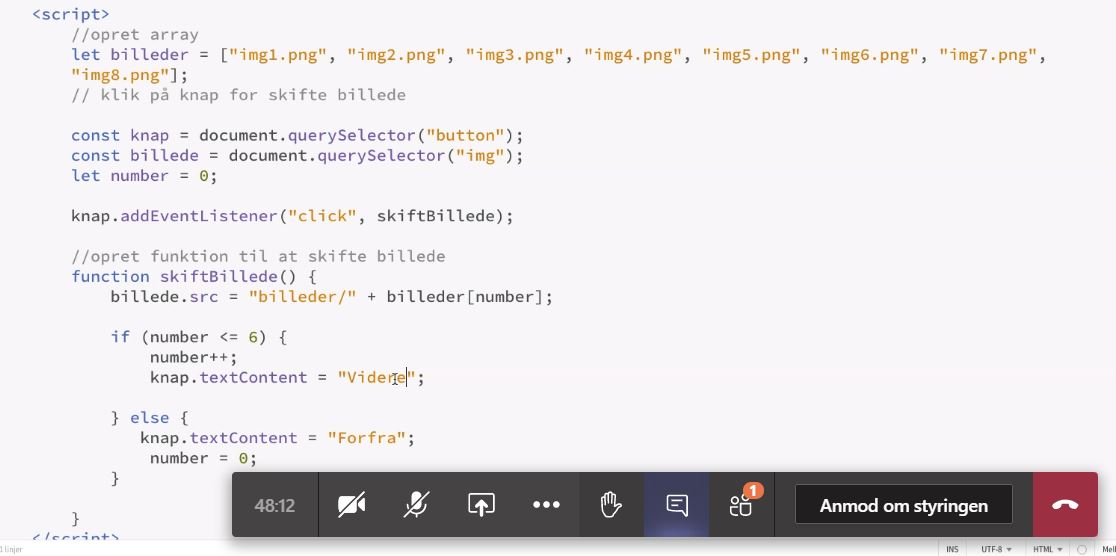 <script>
//opret array
let billeder = ["img1.png", "img2.png", "img3.png", "img4.png", "img5.png", "img6.png", "img7.png",
"img8.png"];
// klik på knap for skifte billede
const knap = document.querySelector("button");
const billede = document.querySelector("img");
let number = 0;
knap.addEventListener("click", skiftBillede);
//opret funktion til at skifte billede
function skiftBillede() {
billede.src = "billeder/" + billeder[number];
if (number <= 6) {
number++;
knap.textContent = "Videre";
} else {
knap.textContent = "Forfra";
number = 0;
}
}
</script>
48:12
1
Anmod om styringen
linjer
INS
UTF-8
HTML